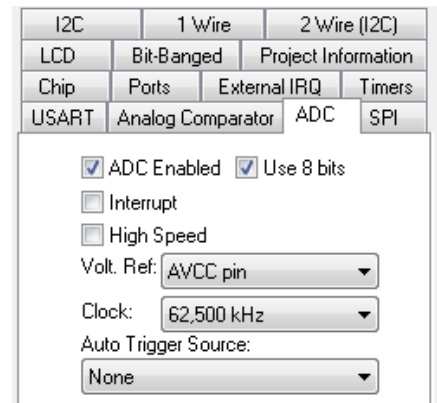 I2C 1 Wire 2 Wire (I2C)
LCD Bit-Banged Project Information
Chip Ports External IRQ Timers
USART Analog Comparator ADC SPI
ADC Enabled Use 8 bits
Interrupt
High Speed
Volt. Ref: AVCC pin
Clock: 62,500 kHz
Auto Trigger Source:
None